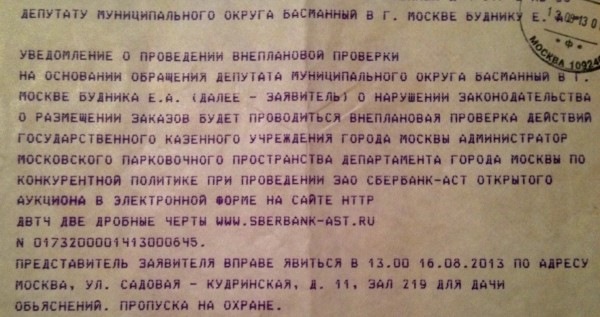 ДЕПУТАТУ МУНИЦИПАЛЬНОГО ОКРУГА БАСМАННЫЙ В Г. МОСКВЕ БУДНИКУ Е.
УВЕДОМЛЕНИЕ О ПРОВЕДЕНИИ ВНЕПЛАНОВОЙ ПРОВЕРКИ
НА ОСНОВАНИИ ОБРАЩЕНИЯ ДЕПУТАТА МУНИЦИПАЛЬНОГО ОКРУГА БАСМАННЫЙ В Г.
МОСКВЕ БУДНИКА Е.А. (ДАЛЕЕ - ЗАЯВИТЕЛЬ) О НАРУШЕНИИ ЗАКОНОДАТЕЛЬСТВА
О РАЗМЕЩЕНИИ ЗАКАЗОВ БУДЕТ ПРОВОДИТЬСЯ ВНЕПЛАНОВАЯ ПРОВЕРКА ДЕЙСТВИЙ
ГОСУДАРСТВЕННОГО КАЗЕННОГО УЧРЕЖДЕНИЯ ГОРОДА МОСКВЫ АДМИНИСТРАТОР
МОСКОВСКОГО ПАРКОВОЧНОГО ПРОСТРАНСТВА ДЕПАРТАМЕНТА ГОРОДА МОСКВЫ ПО
КОНКУРЕНТНОЙ ПОЛИТИКЕ ПРИ ПРОВЕДЕНИИ ЗАО СБЕРБАНК-АСТ ОТКРЫТОГО
АУКЦИОНА В ЭЛЕКТРОННОЙ ФОРМЕ НА САЙТЕ HTTP
ДВТЧ ДВЕ ДРОБНЫЕ ЧЕРТЫ WWW.SBERBANK-AST.RU
N 0173200001413000645.
ПРЕДСТАВИТЕЛЬ ЗАЯВИТЕЛЯ ВПРАВЕ ЯВИТЬСЯ В 13.00 16.08.2013 ПО АДРЕСУ
МОСКВА, УЛ. САДОВАЯ - КУДРИНСКАЯ, Д. 11, ЗАЛ 219 ДЛЯ ДАЧИ
ОБЬЯСНЕНИЙ. ПРОПУСКА НА ОХРАНЕ.
МОСКВА 10924